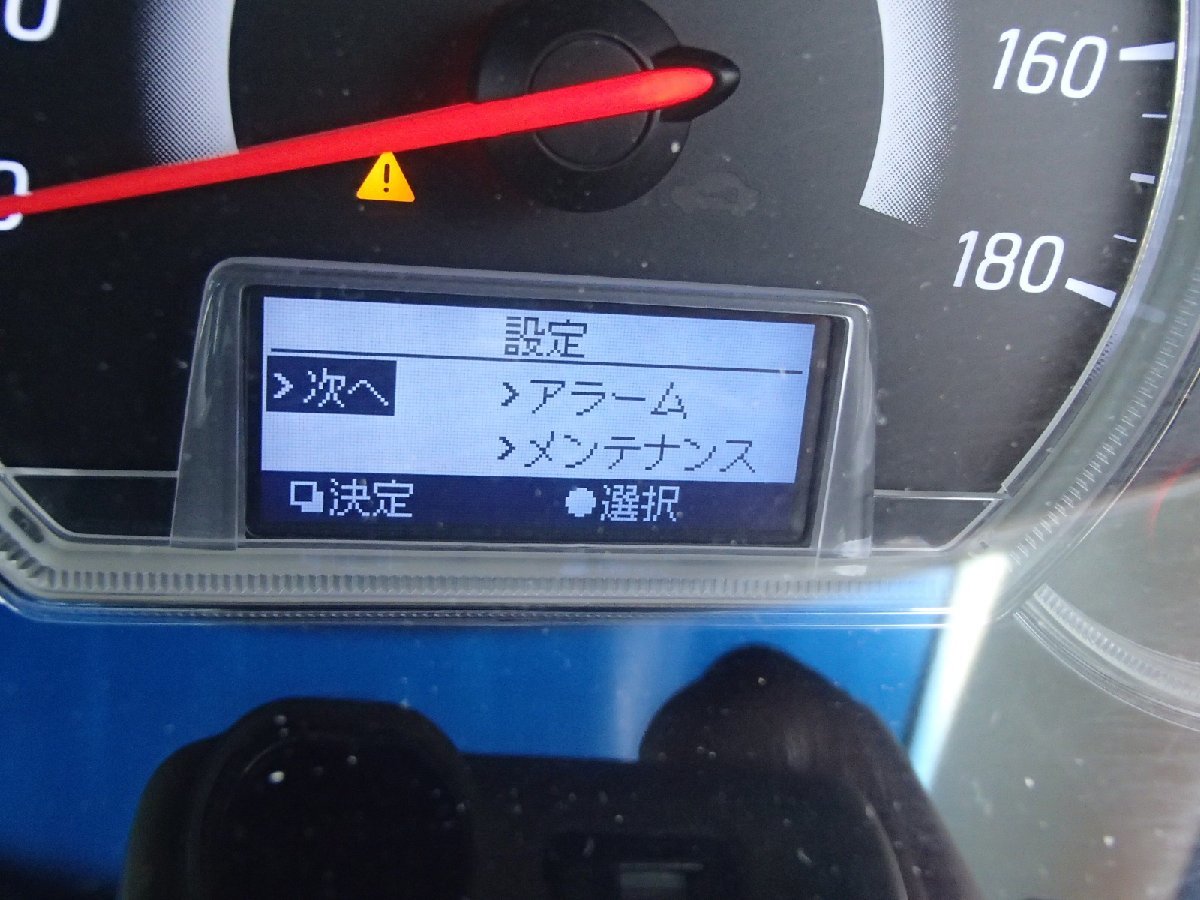 160
180
設定
>次へ >アラーム
>メンテナンス
決定 選択